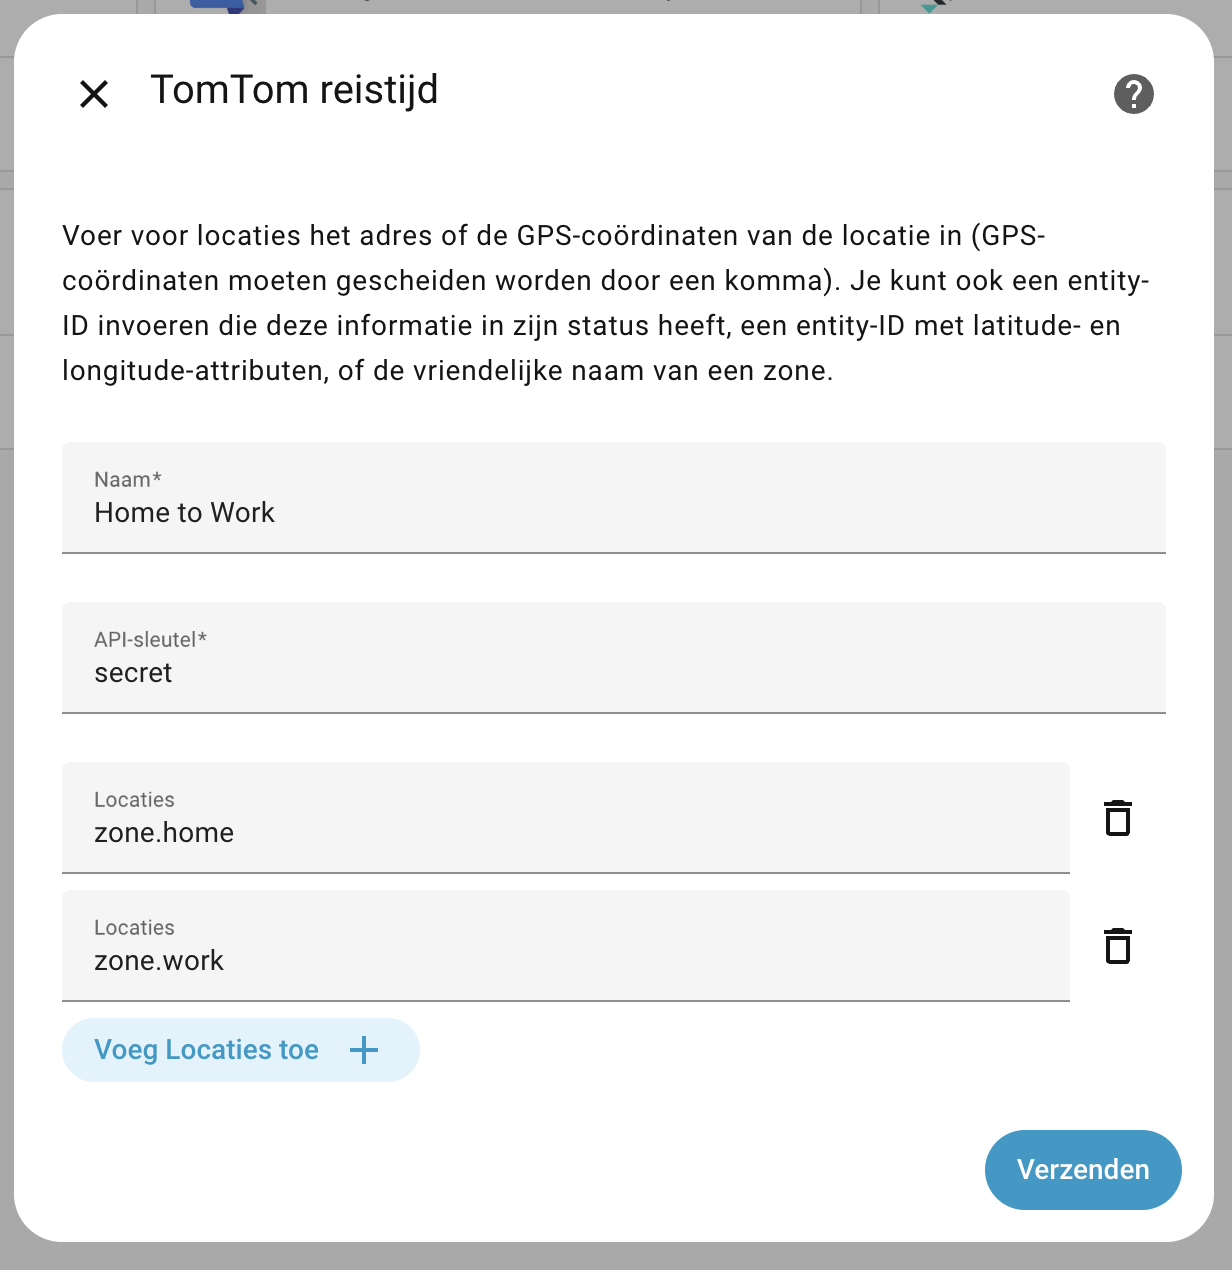 TomTom reistijd
Voer voor locaties het adres of de GPS-coördinaten van de locatie in (GPS-
coördinaten moeten gescheiden worden door een komma). Je kunt ook een entity-
ID invoeren die deze informatie in zijn status heeft, een entity-ID met latitude- en
longitude-attributen, of de vriendelijke naam van een zone.
Naam*
Home to Work
API-sleutel*
secret
Locaties
zone.home
Locaties
zone.work
Voeg Locaties toe
Verzenden